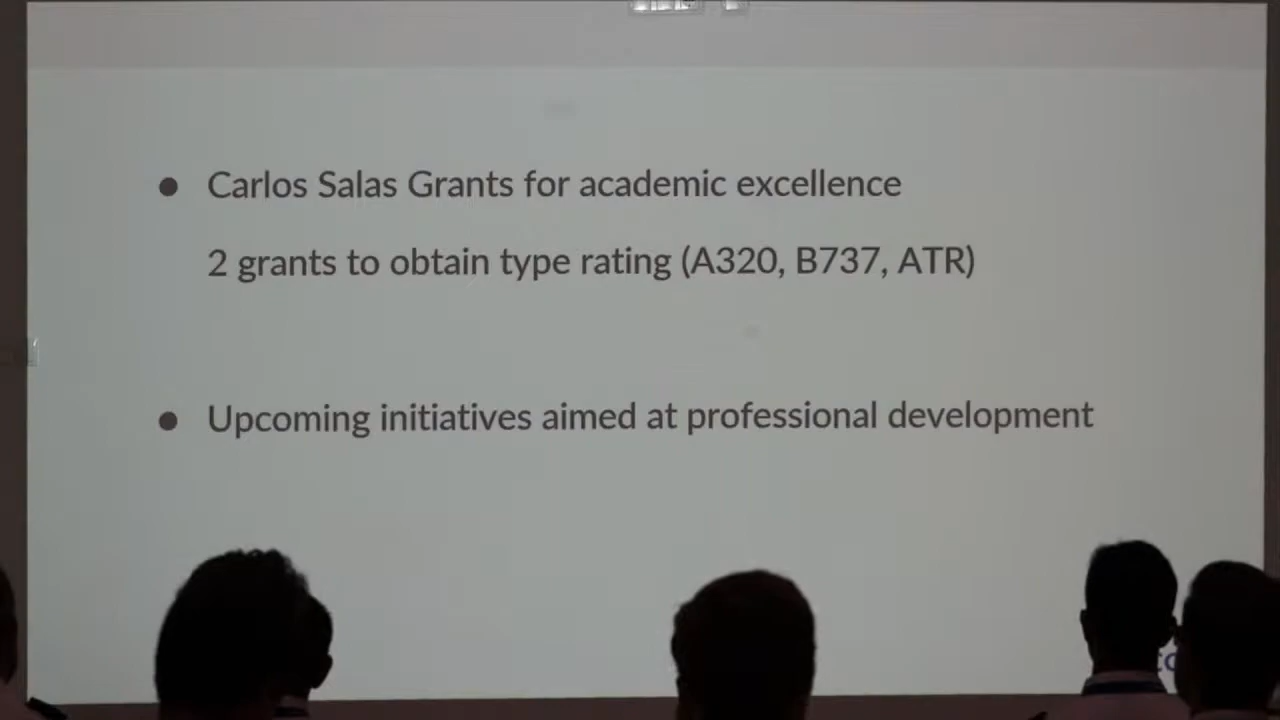 Carlos Salas Grants for academic excellence
2 grants to obtain type rating (A320, B737, ATR)
Upcoming initiatives aimed at professional development